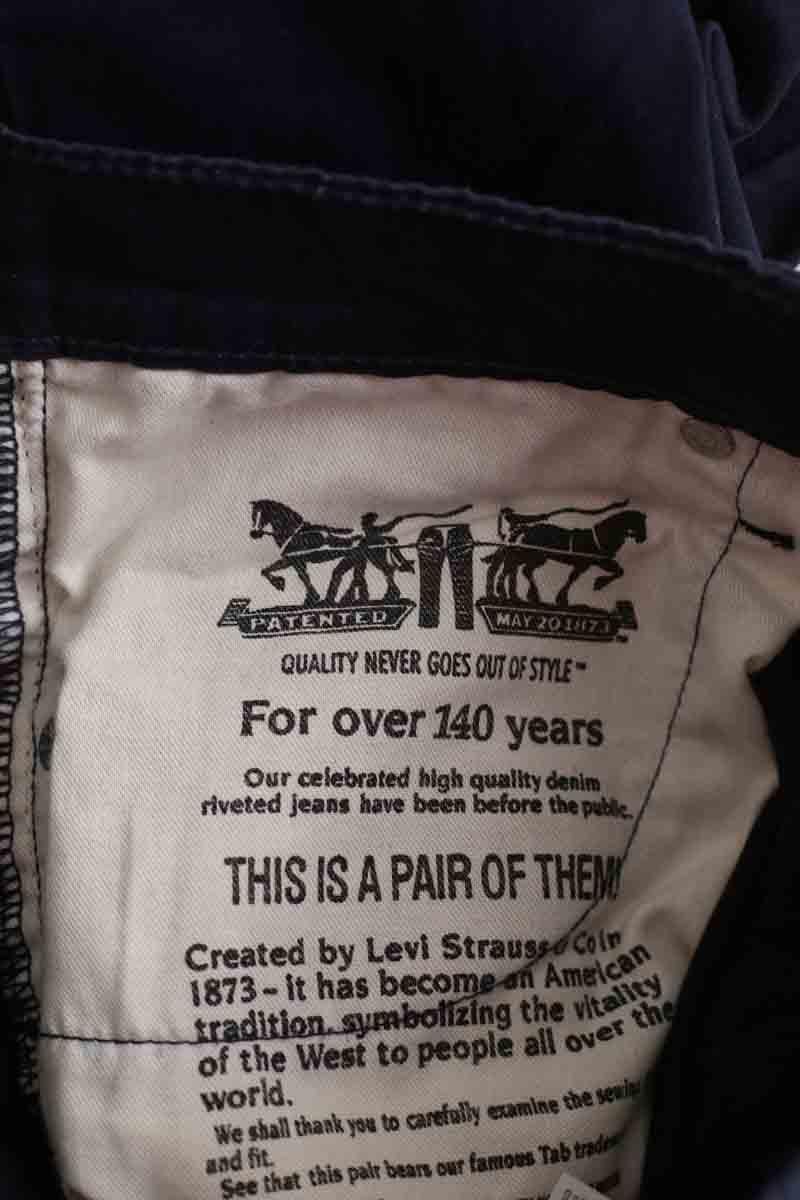 PATENTED MAY 20 1873 ™
QUALITY NEVER GOES OUT OF STYLE™
For over 140 years
Our celebrated high quality denim
riveted jeans have been before the public.
THIS IS A PAIR OF THEM!
Created by Levi Strauss & Co in
1873 - it has become an American
tradition, symbolizing the vitality
of the West to people all over the
world.
We shall thank you to carefully examine the sewing
and fit.
See that this pair bears our famous Tab